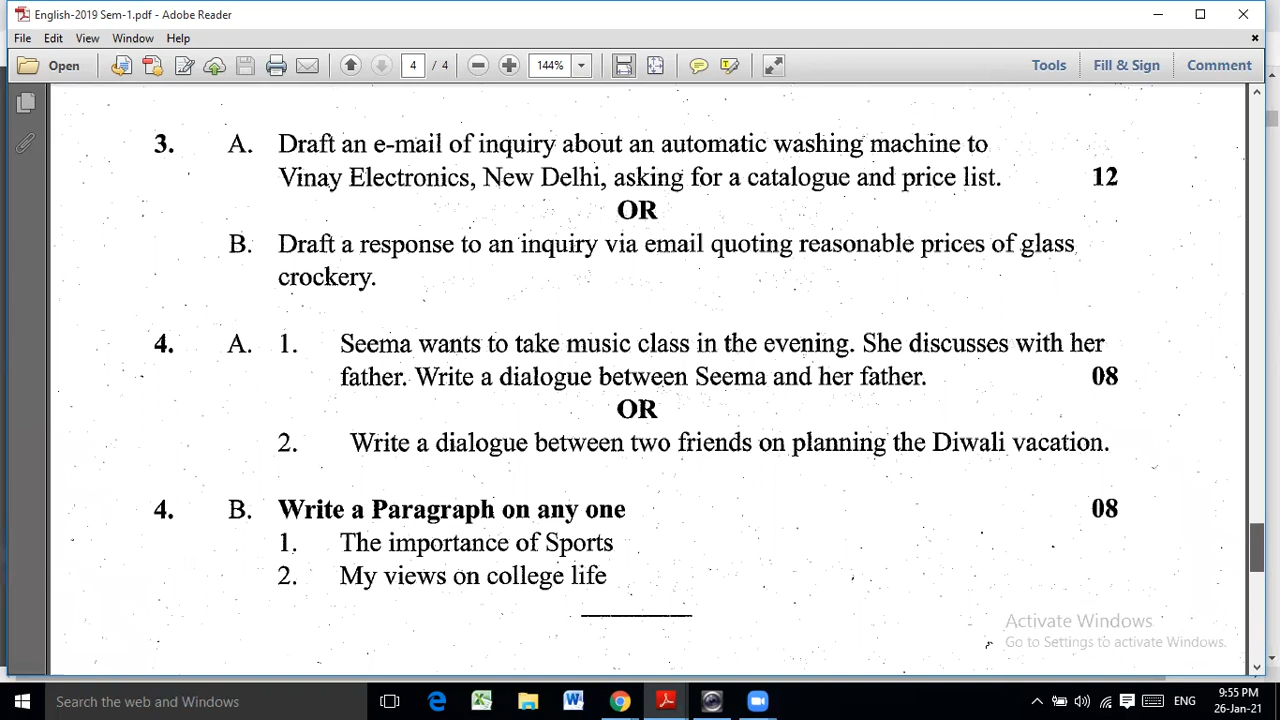 English-2019 Sem-1.pdf - Adobe Reader
File Edit View Window Help
Open 4 / 4 144% Tools Fill & Sign Comment
3. A. Draft an e-mail of inquiry about an automatic washing machine to
Vinay Electronics, New Delhi, asking for a catalogue and price list. 12
OR
B. Draft a response to an inquiry via email quoting reasonable prices of glass
crockery.
4. A. 1. Seema wants to take music class in the evening. She discusses with her
father. Write a dialogue between Seema and her father. 08
OR
2. Write a dialogue between two friends on planning the Diwali vacation.
4. B. Write a Paragraph on any one 08
1. The importance of Sports
2. My views on college life
Activate Windows
Go to Settings to activate Windows.
Search the web and Windows
ENG
9:55 PM
26-Jan-21